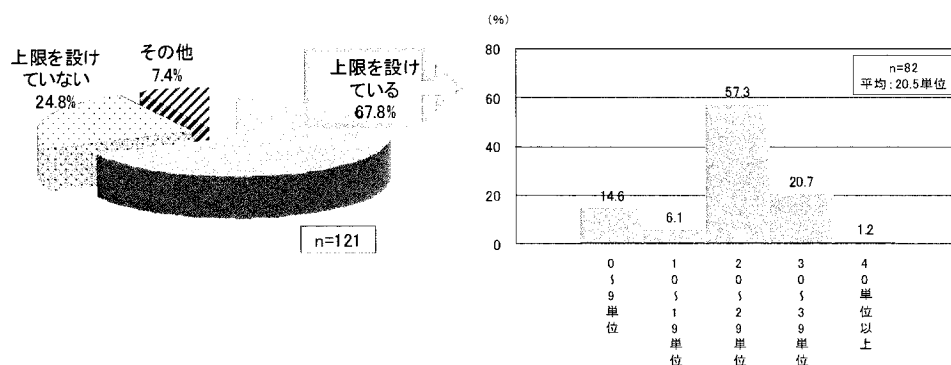 上限を設け
ていない
24.8%
その他
7.4%
上限を設け
ている
67.8%
n=121
(%)
80
60
40
20
0
n=82
平均:20.5単位
14.6
6.1
57.3
20.7
1.2
0~9単位
10~19単位
20~29単位
30~39単位
40単位以上